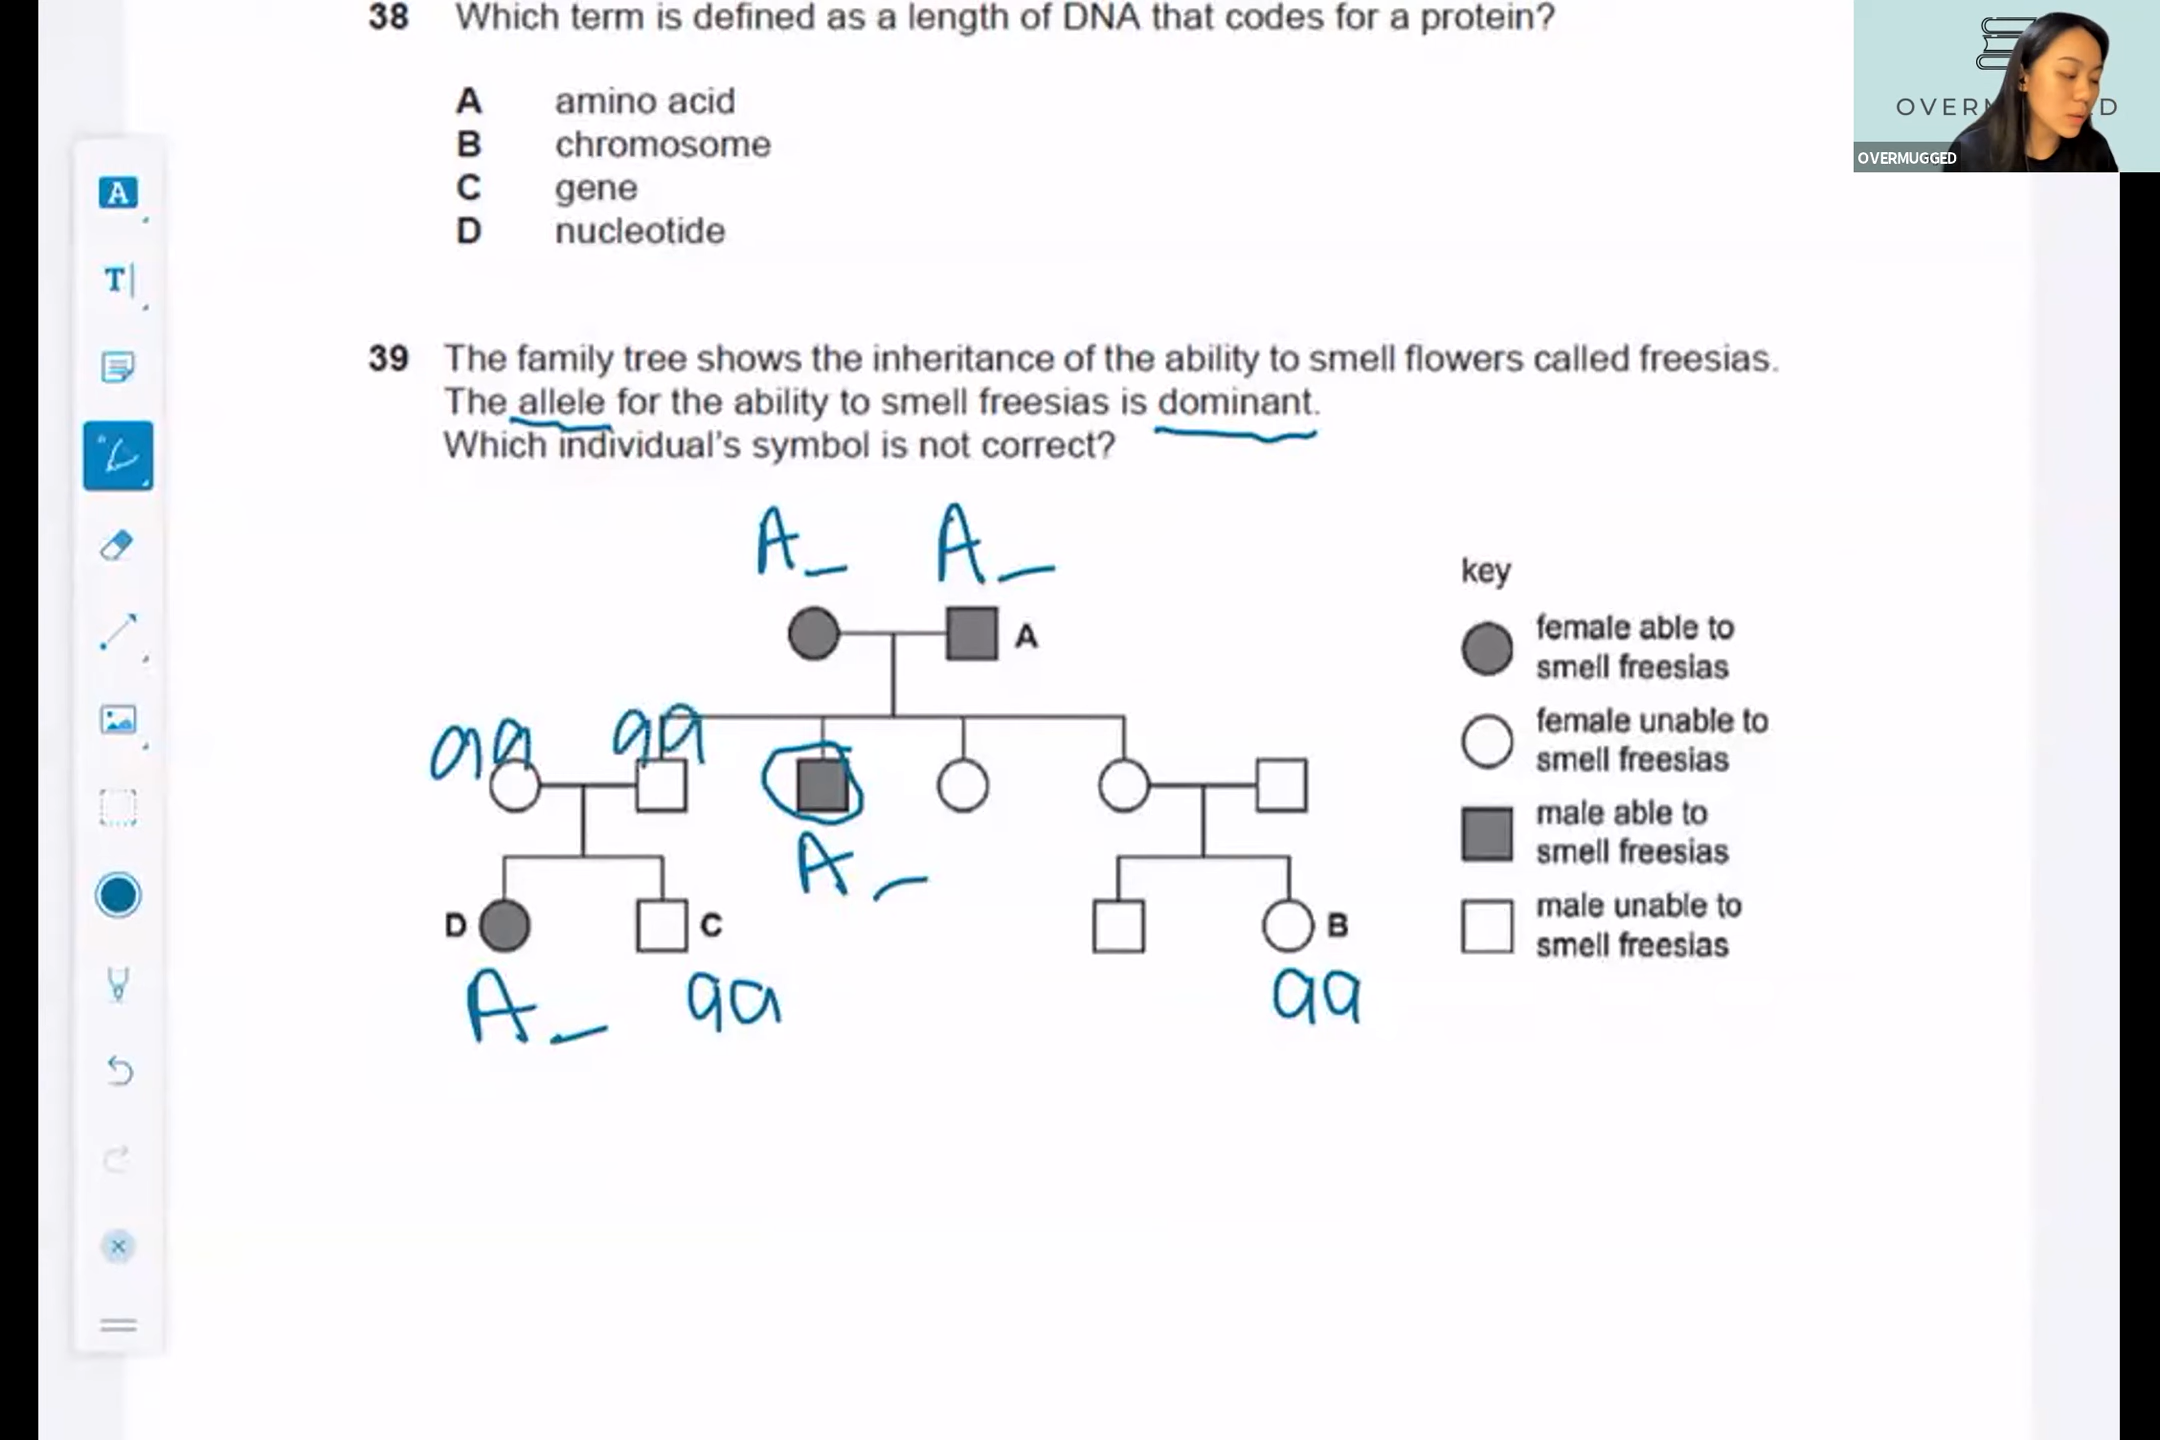 38 Which term is defined as a length of DNA that codes for a protein?
A amino acid
B chromosome
C gene
D nucleotide
OVERMUGGED
39 The family tree shows the inheritance of the ability to smell flowers called freesias.
The allele for the ability to smell freesias is dominant.
Which individual's symbol is not correct?
A_ A_
A
aa aa
A_
D C B
A_ aa aa
key
female able to
smell freesias
female unable to
smell freesias
male able to
smell freesias
male unable to
smell freesias
A
T